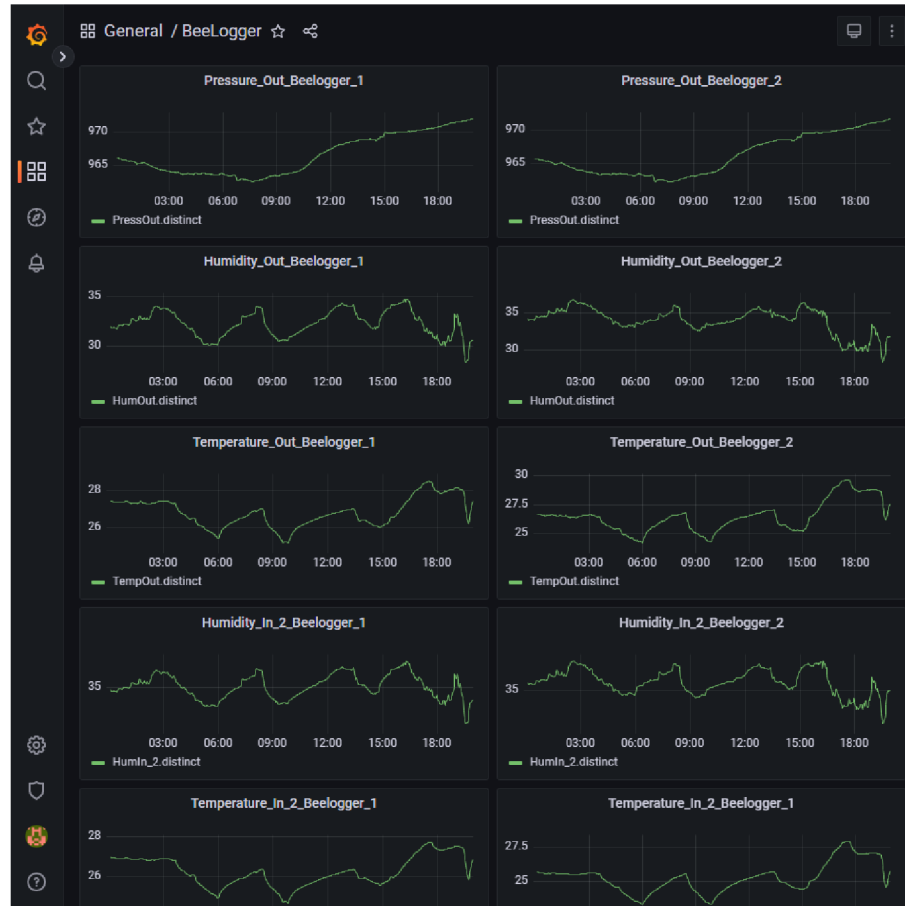 General / BeeLogger
Pressure_Out_Beelogger_1
970
965
03:00 06:00 09:00 12:00 15:00 18:00
PressOut.distinct
Pressure_Out_Beelogger_2
970
965
03:00 06:00 09:00 12:00 15:00 18:00
PressOut.distinct
Humidity_Out_Beelogger_1
35
30
03:00 06:00 09:00 12:00 15:00 18:00
HumOut.distinct
Humidity_Out_Beelogger_2
35
30
03:00 06:00 09:00 12:00 15:00 18:00
HumOut.distinct
Temperature_Out_Beelogger_1
28
26
03:00 06:00 09:00 12:00 15:00 18:00
TempOut.distinct
Temperature_Out_Beelogger_2
30
27.5
25
03:00 06:00 09:00 12:00 15:00 18:00
TempOut.distinct
Humidity_In_2_Beelogger_1
35
03:00 06:00 09:00 12:00 15:00 18:00
HumIn_2.distinct
Humidity_In_2_Beelogger_2
35
03:00 06:00 09:00 12:00 15:00 18:00
HumIn_2.distinct
Temperature_In_2_Beelogger_1
28
26
Temperature_In_2_Beelogger_1
27.5
25